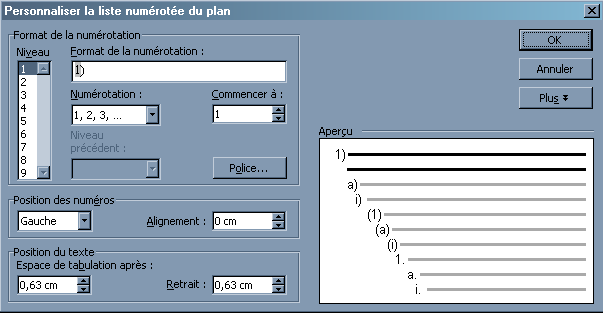 Personnaliser la liste numérotée du plan
Format de la numérotation
Niveau
1
2
3
4
5
6
7
8
9
Format de la numérotation :
1)
Numérotation :
1, 2, 3, ...
Commencer à :
1
Niveau
précédent :
Police...
Position des numéros
Gauche
Alignement :
0 cm
Position du texte
Espace de tabulation après :
0,63 cm
Retrait :
0,63 cm
OK
Annuler
Plus
Aperçu
1)
a)
i)
(1)
(a)
(i)
1.
a.
i.